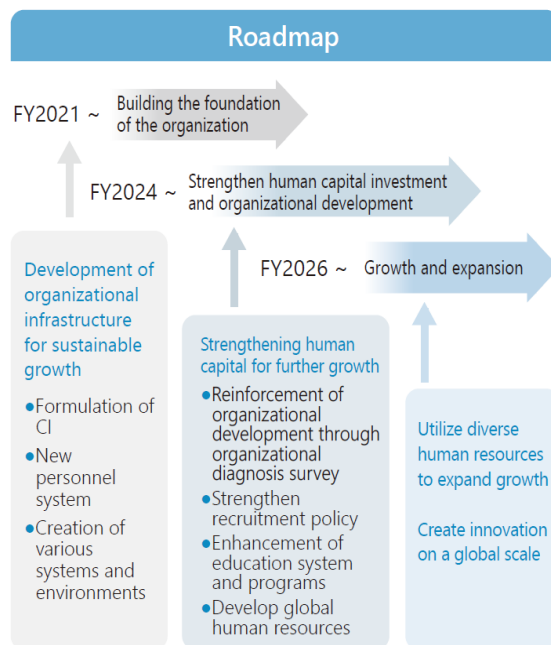 Roadmap
FY2021 ~
Building the foundation
of the organization
FY2024 ~
Strengthen human capital investment
and organizational development
FY2026 ~
Growth and expansion
Development of
organizational
infrastructure
for sustainable
growth
●Formulation of
CI
●New
personnel
system
●Creation of
various
systems and
environments
Strengthening human
capital for further growth
●Reinforcement of
organizational
development through
organizational
diagnosis survey
●Strengthen
recruitment policy
●Enhancement of
education system
and programs
●Develop global
human resources
Utilize diverse
human resources
to expand growth
Create innovation
on a global scale